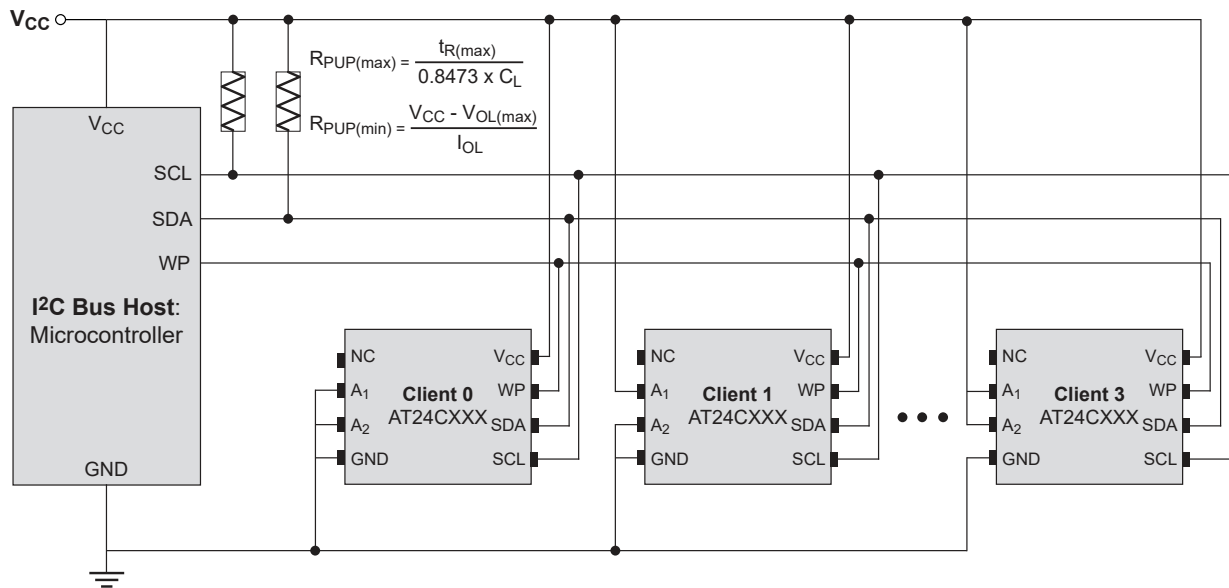 VCC
RPUP(max) = tR(max) / 0.8473 x CL
RPUP(min) = VCC - VOL(max) / IOL
VCC
SCL
SDA
WP
I²C Bus Host:
Microcontroller
GND
NC
A1
A2
GND
Client 0
AT24CXXX
VCC
WP
SDA
SCL
NC
A1
A2
GND
Client 1
AT24CXXX
VCC
WP
SDA
SCL
NC
A1
A2
GND
Client 3
AT24CXXX
VCC
WP
SDA
SCL